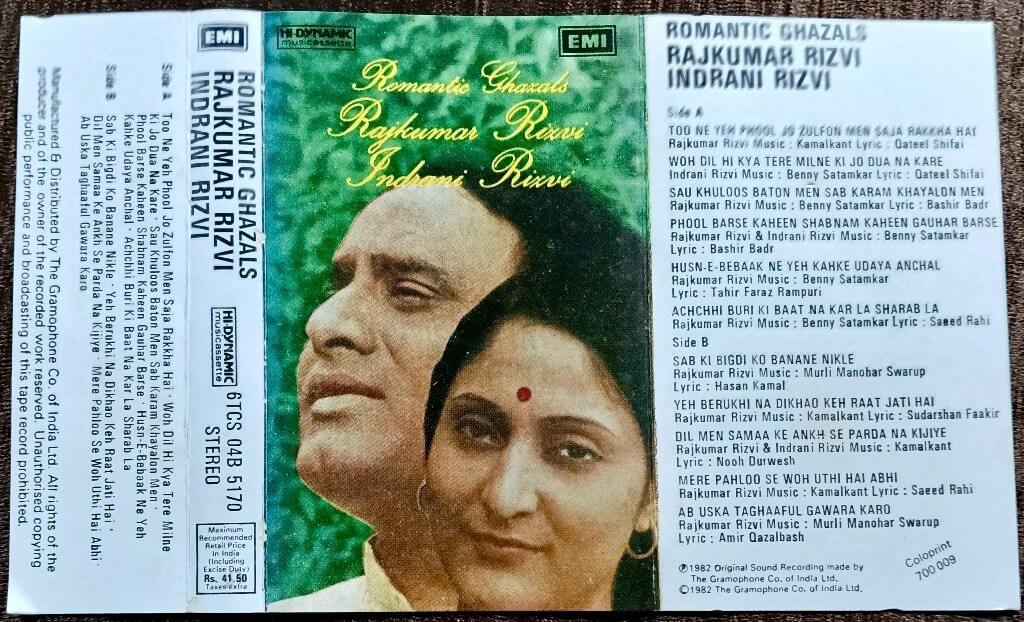 Manufactured & Distributed by The Gramophone Co. of India Ltd. All rights of the
producer and of the owner of the recorded work reserved. Unauthorised copying
public performance and broadcasting of this tape record prohibited.
Side A
Too Ne Yeh Phool Jo Zulfon Men Saja Rakkha Hai · Woh Dil Hi Kya Tere Milne
Ki Jo Dua Na Kare · Sau Khuloos Baton Men Sab Karam Khayalon Men ·
Phool Barse Kaheen Shabnam Kaheen Gauhar Barse · Husn-E-Bebaak Ne Yeh
Kahke Udaya Anchal · Achchhi Buri Ki Baat Na Kar La Sharab La
Side B
Sab Ki Bigdi Ko Banane Nikle · Yeh Berukhi Na Dikhao Keh Raat Jati Hai ·
Dil Men Samaa Ke Ankh Se Parda Na Kijiye · Mere Pahloo Se Woh Uthi Hai Abhi ·
Ab Uska Taghaaful Gawara Karo
EMI
ROMANTIC GHAZALS
RAJKUMAR RIZVI
INDRANI RIZVI
HI-DYNAMIC
musicassette
6TCS 04B 5170
STEREO
Maximum
Recommended
Retail Price
In India
(Including
Excise Duty)
Rs. 41.50
Taxes extra
HI-DYNAMIC
musicassette
EMI
Romantic Ghazals
Rajkumar Rizvi
Indrani Rizvi
ROMANTIC GHAZALS
RAJKUMAR RIZVI
INDRANI RIZVI
Side A
TOO NE YEH PHOOL JO ZULFON MEN SAJA RAKKHA HAI
Rajkumar Rizvi Music : Kamalkant Lyric : Qateel Shifai
WOH DIL HI KYA TERE MILNE KI JO DUA NA KARE
Indrani Rizvi Music : Benny Satamkar Lyric : Qateel Shifai
SAU KHULOOS BATON MEN SAB KARAM KHAYALON MEN
Rajkumar Rizvi Music : Benny Satamkar Lyric : Bashir Badr
PHOOL BARSE KAHEEN SHABNAM KAHEEN GAUHAR BARSE
Rajkumar Rizvi & Indrani Rizvi Music : Benny Satamkar
Lyric : Bashir Badr
HUSN-E-BEBAAK NE YEH KAHKE UDAYA ANCHAL
Rajkumar Rizvi Music : Benny Satamkar
Lyric : Tahir Faraz Rampuri
ACHCHHI BURI KI BAAT NA KAR LA SHARAB LA
Rajkumar Rizvi Music : Benny Satamkar Lyric : Saeed Rahi
Side B
SAB KI BIGDI KO BANANE NIKLE
Rajkumar Rizvi Music : Murli Manohar Swarup
Lyric : Hasan Kamal
YEH BERUKHI NA DIKHAO KEH RAAT JATI HAI
Rajkumar Rizvi Music : Kamalkant Lyric : Sudarshan Faakir
DIL MEN SAMAA KE ANKH SE PARDA NA KIJIYE
Rajkumar Rizvi & Indrani Rizvi Music : Kamalkant
Lyric : Nooh Durwesh
MERE PAHLOO SE WOH UTHI HAI ABHI
Rajkumar Rizvi Music : Kamalkant Lyric : Saeed Rahi
AB USKA TAGHAAFUL GAWARA KARO
Rajkumar Rizvi Music : Murli Manohar Swarup
Lyric : Amir Qazalbash
℗ 1982 Original Sound Recording made by
The Gramophone Co. of India Ltd.
© 1982 The Gramophone Co. of India Ltd.
Coloprint
700 009